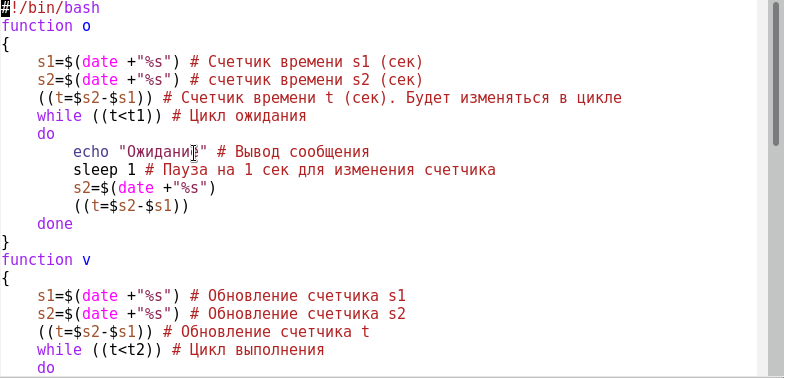 #!/bin/bash
function o
{
    s1=$(date +"%s") # Счетчик времени s1 (сек)
    s2=$(date +"%s") # счетчик времени s2 (сек)
    ((t=$s2-$s1)) # Счетчик времени t (сек). Будет изменяться в цикле
    while ((t<t1)) # Цикл ожидания
    do
        echo "Ожидание" # Вывод сообщения
        sleep 1 # Пауза на 1 сек для изменения счетчика
        s2=$(date +"%s")
        ((t=$s2-$s1))
    done
}
function v
{
    s1=$(date +"%s") # Обновление счетчика s1
    s2=$(date +"%s") # Обновление счетчика s2
    ((t=$s2-$s1)) # Обновление счетчика t
    while ((t<t2)) # Цикл выполнения
    do